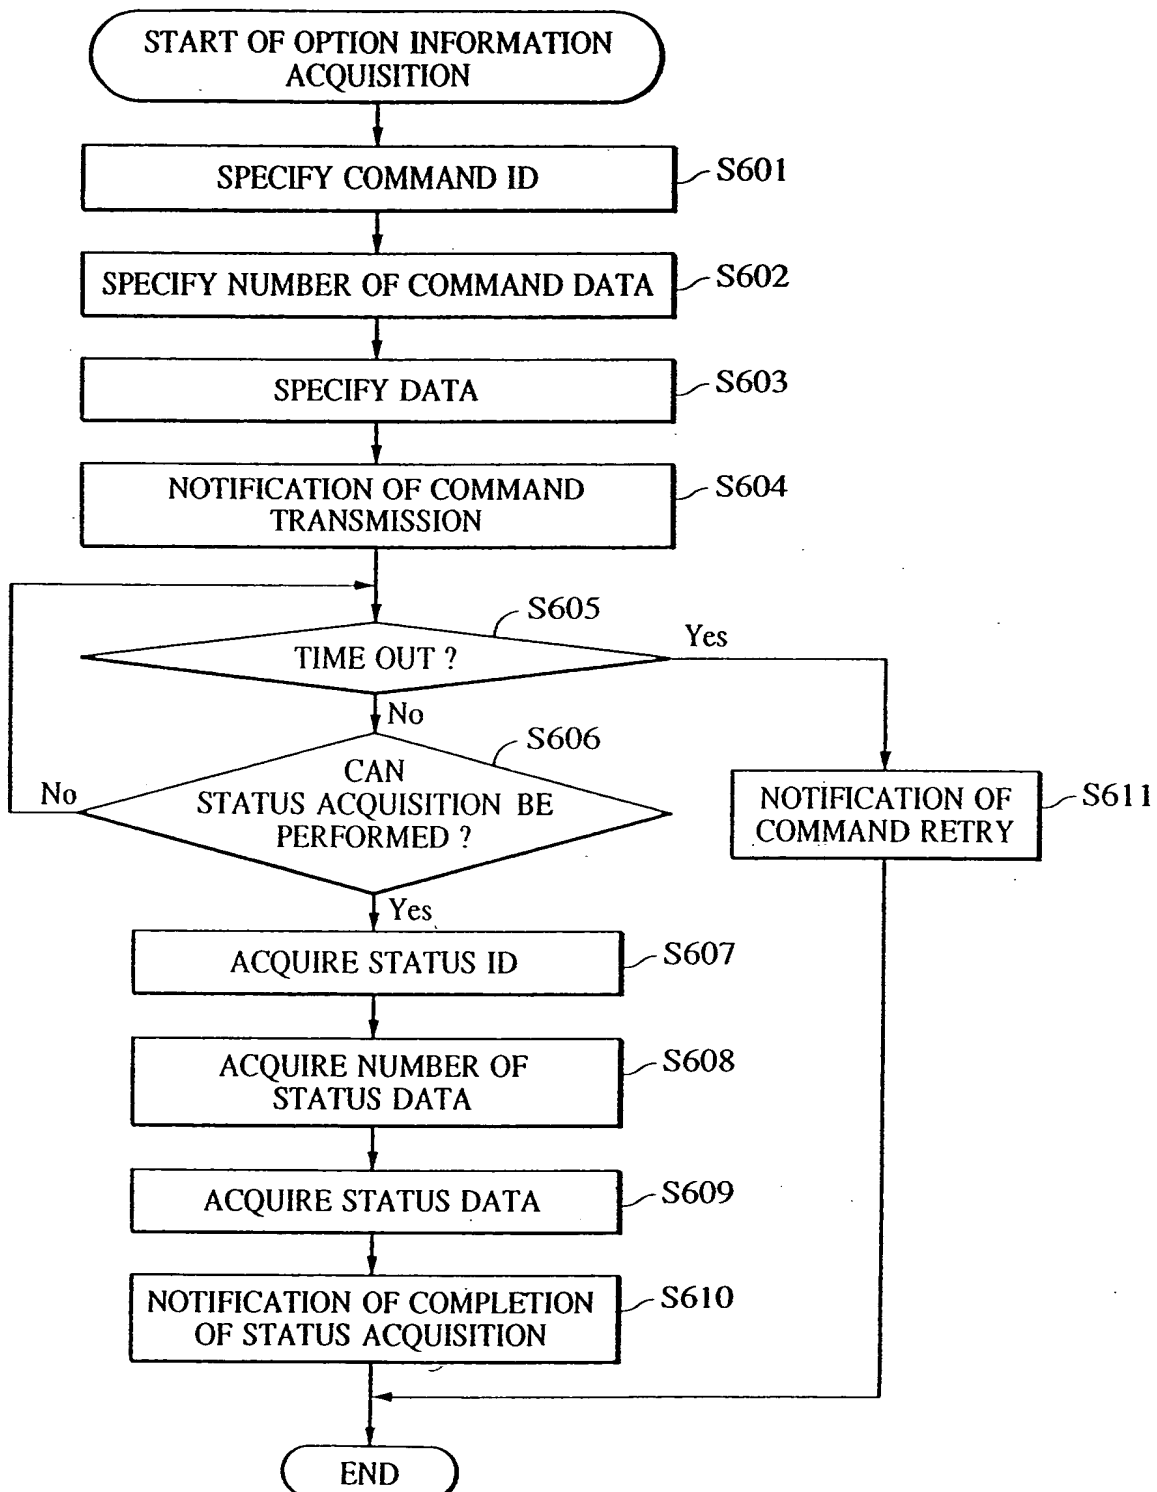 START OF OPTION INFORMATION
ACQUISITION
SPECIFY COMMAND ID
S601
SPECIFY NUMBER OF COMMAND DATA
S602
SPECIFY DATA
S603
NOTIFICATION OF COMMAND
TRANSMISSION
S604
S605
TIME OUT ?
Yes
No
S606
CAN
STATUS ACQUISITION BE
PERFORMED ?
No
Yes
NOTIFICATION OF
COMMAND RETRY
S611
ACQUIRE STATUS ID
S607
ACQUIRE NUMBER OF
STATUS DATA
S608
ACQUIRE STATUS DATA
S609
NOTIFICATION OF COMPLETION
OF STATUS ACQUISITION
S610
END